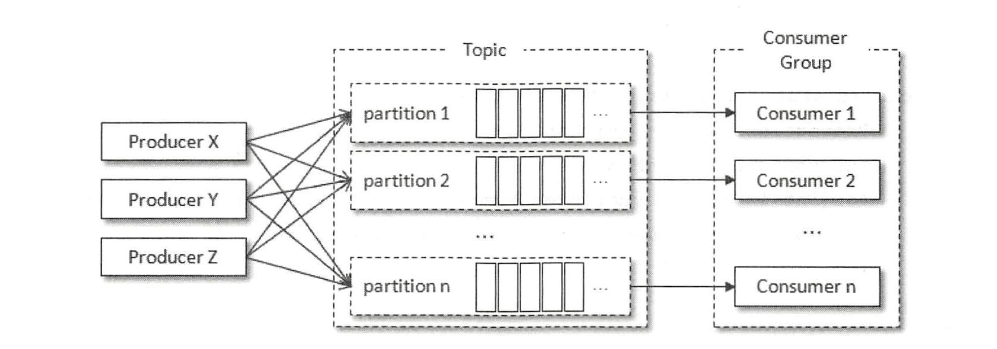 Topic
Consumer
Group
partition 1
...
Consumer 1
Producer X
partition 2
...
Consumer 2
Producer Y
...
...
Producer Z
partition n
...
Consumer n